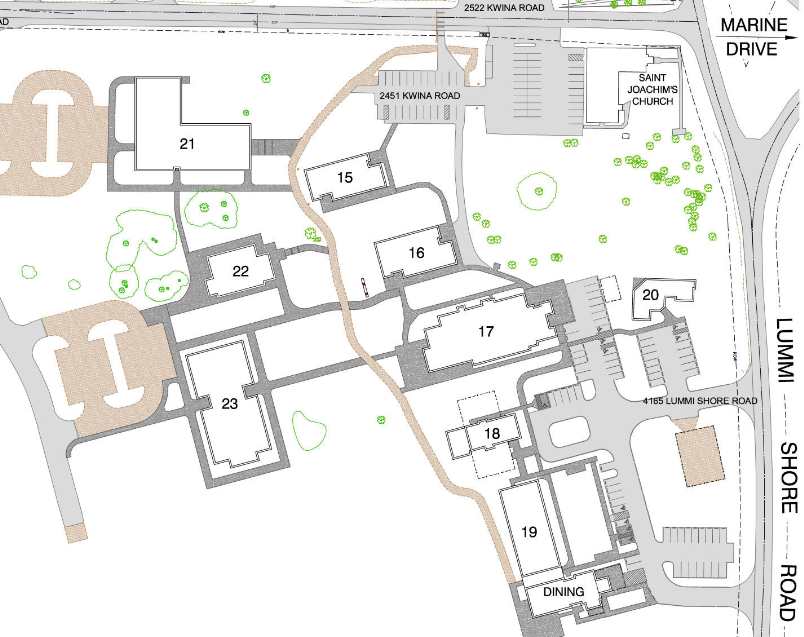 2522 KWINA ROAD
AD
MARINE
DRIVE
SAINT
JOACHIM'S
CHURCH
2451 KWINA ROAD
21
15
16
22
20
17
23
4165 LUMMI SHORE ROAD
18
19
DINING
LUMMI
SHORE
ROAD